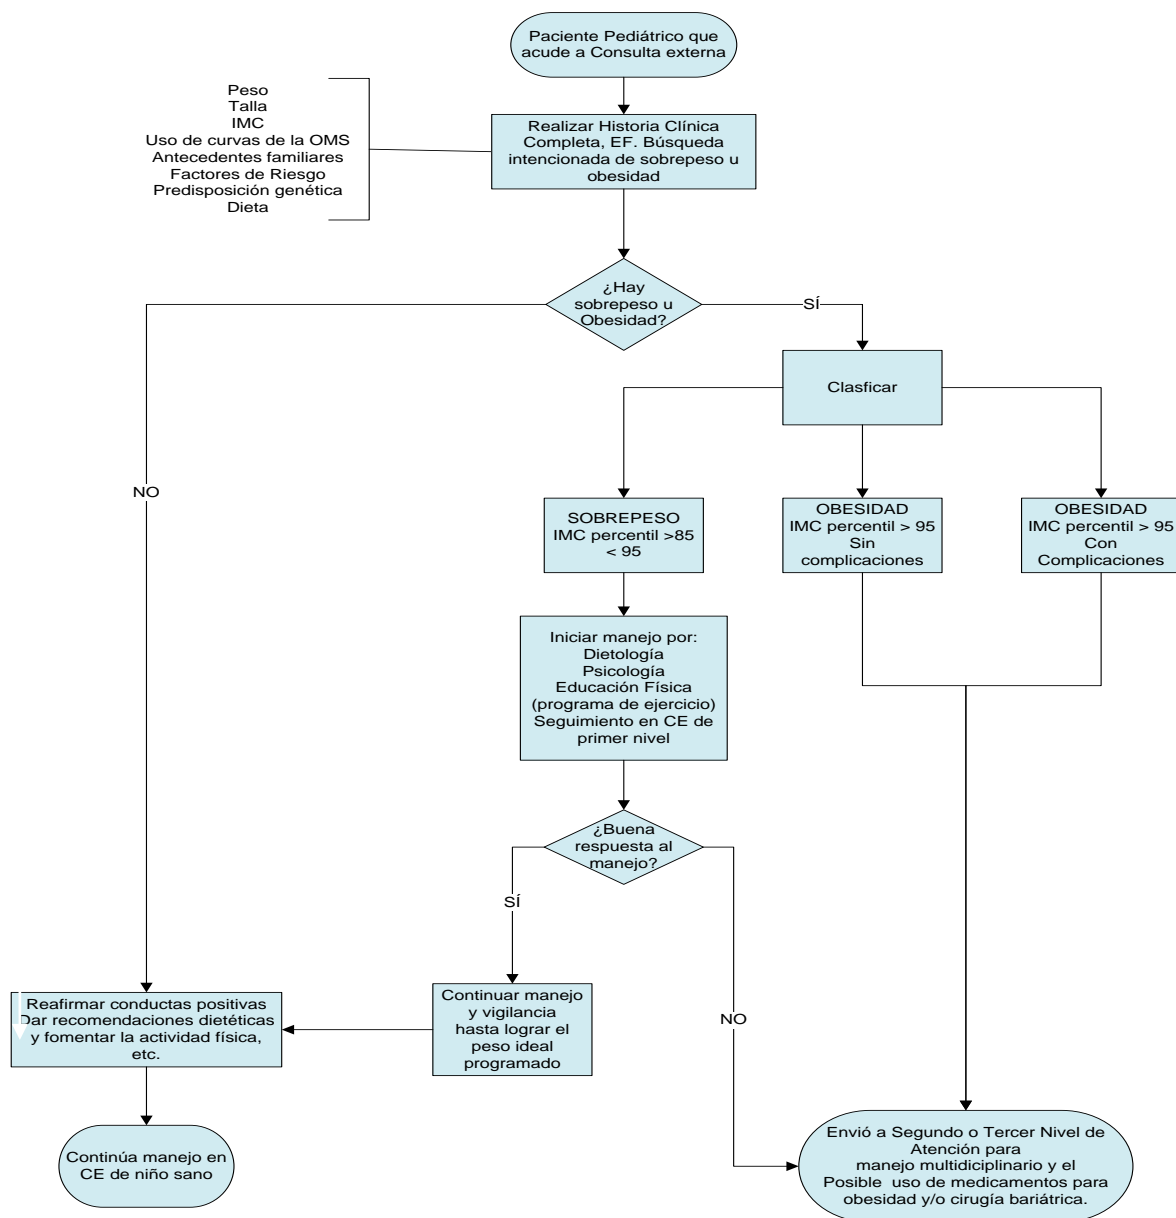 Paciente Pediátrico que
acude a Consulta externa
Peso
Talla
IMC
Uso de curvas de la OMS
Antecedentes familiares
Factores de Riesgo
Predisposición genética
Dieta
Realizar Historia Clínica
Completa, EF. Búsqueda
intencionada de sobrepeso u
obesidad
¿Hay
sobrepeso u
Obesidad?
SÍ
NO
Clasficar
SOBREPESO
IMC percentil >85
< 95
OBESIDAD
IMC percentil > 95
Sin
complicaciones
OBESIDAD
IMC percentil > 95
Con
Complicaciones
Iniciar manejo por:
Dietología
Psicología
Educación Física
(programa de ejercicio)
Seguimiento en CE de
primer nivel
¿Buena
respuesta al
manejo?
SÍ
NO
Reafirmar conductas positivas
Dar recomendaciones dietéticas
y fomentar la actividad física,
etc.
Continuar manejo
y vigilancia
hasta lograr el
peso ideal
programado
Continúa manejo en
CE de niño sano
Envió a Segundo o Tercer Nivel de
Atención para
manejo multidiciplinario y el
Posible uso de medicamentos para
obesidad y/o cirugía bariátrica.